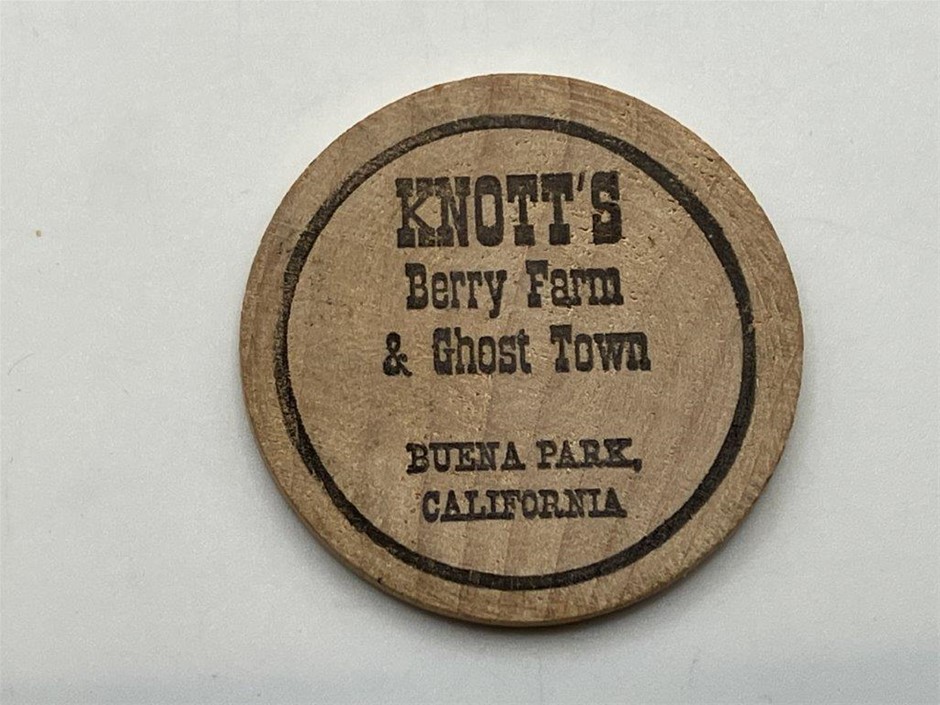 KNOTT'S
Berry Farm
& Ghost Town
BUENA PARK,
CALIFORNIA